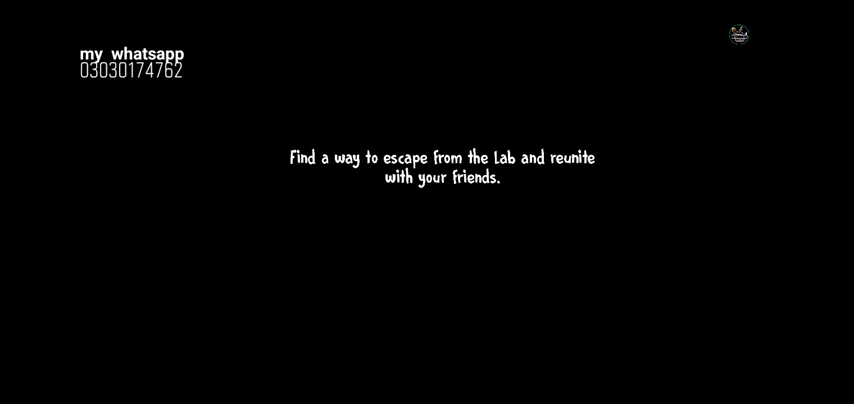 my whatsapp
03030174762
Find a way to escape from the Lab and reunite
with your friends.